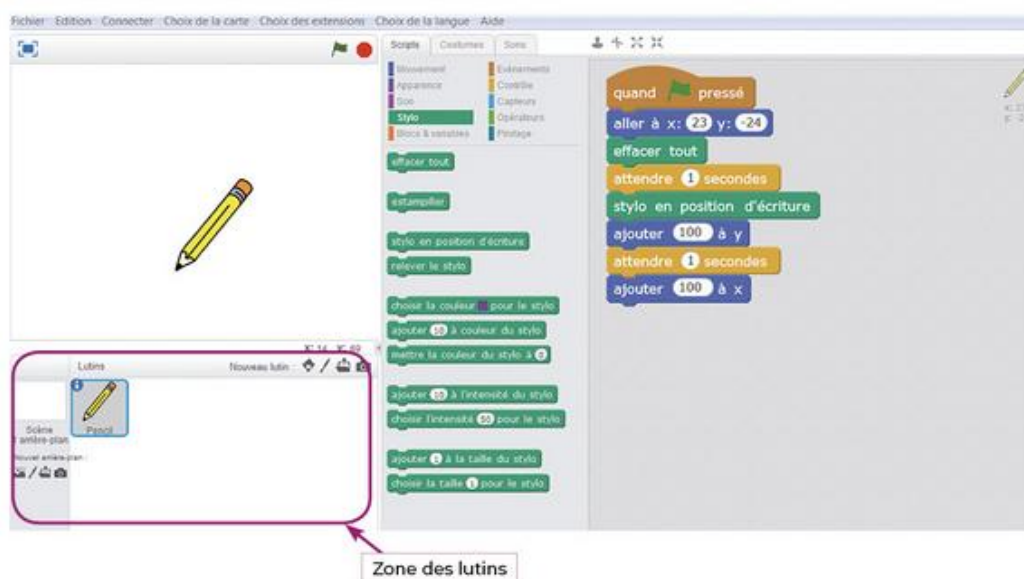 Fichier Edition Connecter Choix de la carte Choix des extensions Choix de la langue Aide
Scripts Costumes Sons
Mouvement Evènements
Apparence Contrôle
Son Capteurs
Stylo Opérateurs
Blocs & variables Pilotage
effacer tout
estampiller
stylo en position d'écriture
relever le stylo
choisir la couleur pour le stylo
ajouter 10 à couleur du stylo
mettre la couleur du stylo à 0
ajouter 10 à l'intensité du stylo
choisir l'intensité 50 pour le stylo
ajouter 1 à la taille du stylo
choisir la taille 1 pour le stylo
quand pressé
aller à x: 23 y: -24
effacer tout
attendre 1 secondes
stylo en position d'écriture
ajouter 100 à y
attendre 1 secondes
ajouter 100 à x
Lutins Nouveau lutin :
Pencil
Scène
arrière-plan
Nouvel arrière-plan :
Zone des lutins